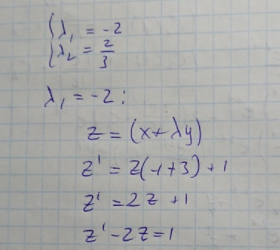 {λ₁ = -2
{λ₂ = 2/3
λ₁ = -2 :
z = (x + λy)
z' = z(-1+3) + 1
z' = 2z + 1
z' - 2z = 1